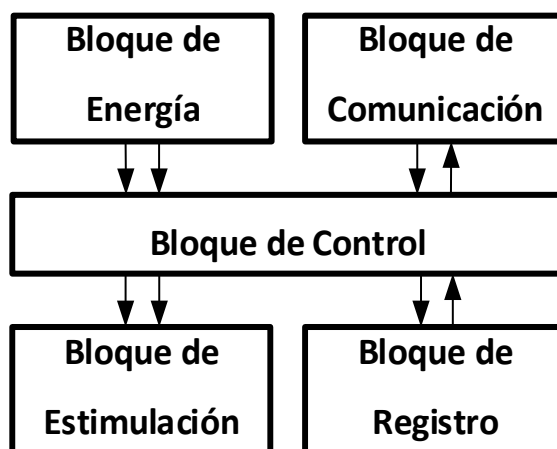 Bloque de
Energía
Bloque de
Comunicación
Bloque de Control
Bloque de
Estimulación
Bloque de
Registro